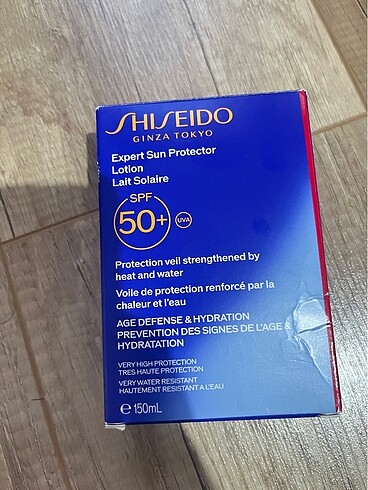 SHISEIDO
GINZA TOKYO
Expert Sun Protector
Lotion
Lait Solaire
SPF
50+
UVA
Protection veil strengthened by
heat and water
Voile de protection renforcé par la
chaleur et l'eau
AGE DEFENSE & HYDRATION
PREVENTION DES SIGNES DE L'AGE &
HYDRATATION
VERY HIGH PROTECTION
TRES HAUTE PROTECTION
VERY WATER RESISTANT
HAUTEMENT RESISTANT A L'EAU
℮ 150mL